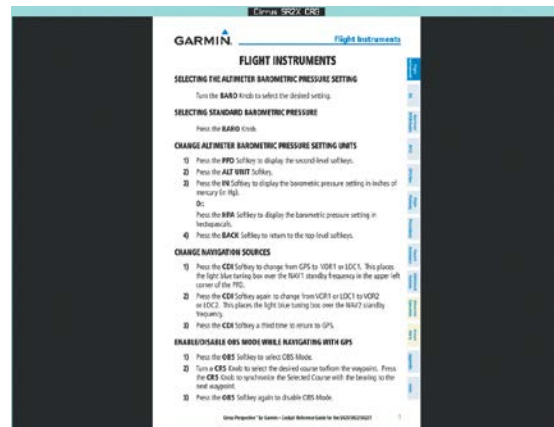 Cirrus SR2X CRG
GARMIN.
Flight Instruments
FLIGHT INSTRUMENTS
SELECTING THE ALTIMETER BAROMETRIC PRESSURE SETTING
Turn the BARO Knob to select the desired setting.
SELECTING STANDARD BAROMETRIC PRESSURE
Press the BARO Knob.
CHANGE ALTIMETER BAROMETRIC PRESSURE SETTING UNITS
1) Press the PFD Softkey to display the second-level softkeys.
2) Press the ALT UNIT Softkey.
3) Press the IN Softkey to display the barometric pressure setting in inches of
mercury (in Hg).
Or:
Press the HPA Softkey to display the barometric pressure setting in
hectopascals.
4) Press the BACK Softkey to return to the top-level softkeys.
CHANGE NAVIGATION SOURCES
1) Press the CDI Softkey to change from GPS to VOR1 or LOC1. This places
the light blue tuning box over the NAV1 standby frequency in the upper left
corner of the PFD.
2) Press the CDI Softkey again to change from VOR1 or LOC1 to VOR2
or LOC2. This places the light blue tuning box over the NAV2 standby
frequency.
3) Press the CDI Softkey a third time to return to GPS.
ENABLE/DISABLE OBS MODE WHILE NAVIGATING WITH GPS
1) Press the OBS Softkey to select OBS Mode.
2) Turn a CRS Knob to select the desired course to/from the waypoint. Press
the CRS Knob to synchronize the Selected Course with the bearing to the
next waypoint.
3) Press the OBS Softkey again to disable OBS Mode.